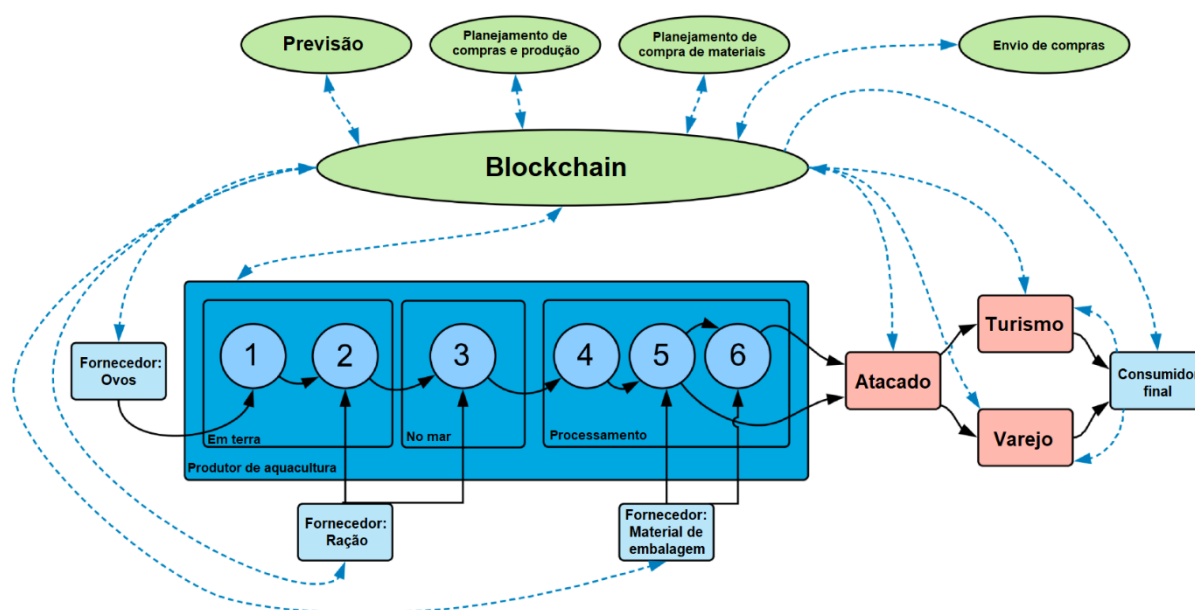 Previsão
Planejamento de
compras e produção
Planejamento de
compra de materiais
Envio de compras
Blockchain
Fornecedor:
Ovos
1
2
3
4
5
6
Em terra
No mar
Processamento
Produtor de aquacultura
Fornecedor:
Ração
Fornecedor:
Material de
embalagem
Atacado
Turismo
Varejo
Consumidor
final